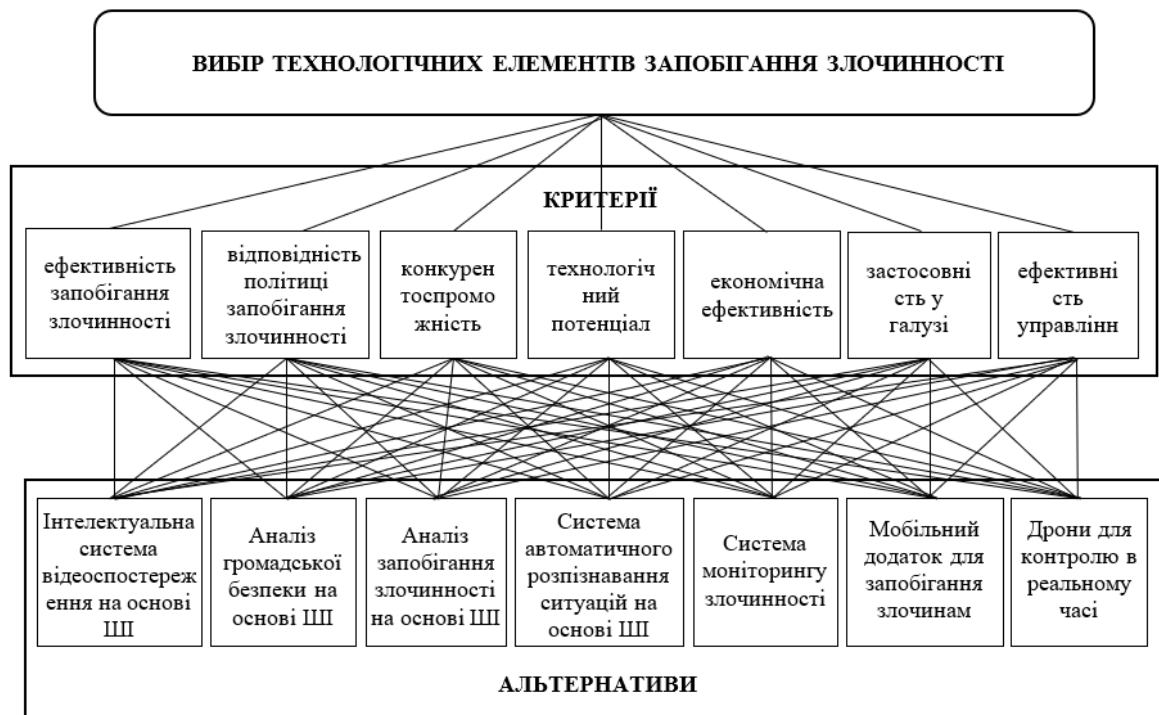 ВИБІР ТЕХНОЛОГІЧНИХ ЕЛЕМЕНТІВ ЗАПОБІГАННЯ ЗЛОЧИННОСТІ
КРИТЕРІЇ
ефективність
запобігання
злочинності
відповідність
політиці
запобігання
злочинності
конкурен
тоспромо
жність
технологіч
ний
потенціал
економічна
ефективність
застосовні
сть у
галузі
ефективні
сть
управлінн
Інтелектуальна
система
відеоспостереж
ення на основі
ШІ
Аналіз
громадської
безпеки на
основі ШІ
Аналіз
запобігання
злочинності
на основі ШІ
Система
автоматичного
розпізнавання
ситуацій на
основі ШІ
Система
моніторингу
злочинності
Мобільний
додаток для
запобігання
злочинам
Дрони для
контролю в
реальному
часі
АЛЬТЕРНАТИВИ